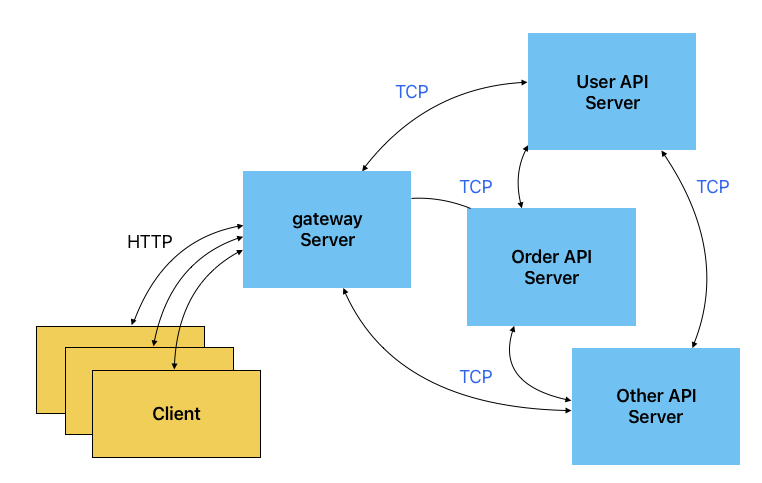 User API
Server
TCP
TCP
TCP
gateway
Server
HTTP
Order API
Server
TCP
Other API
Server
Client